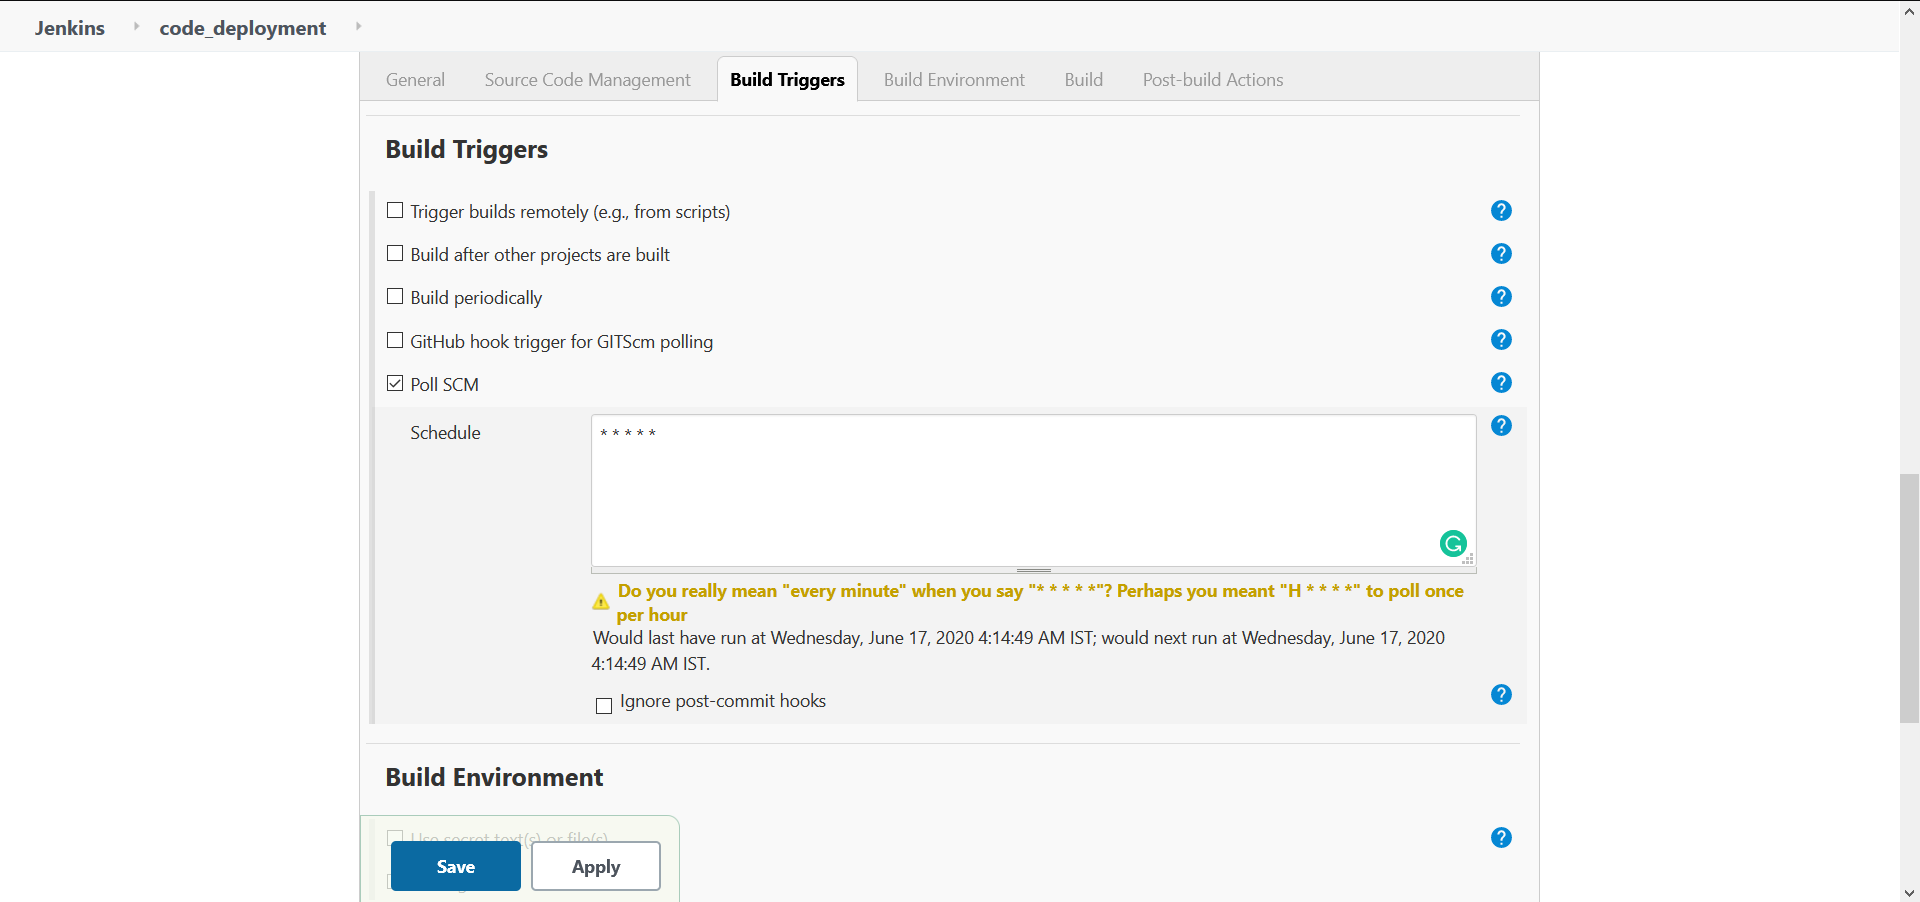 Jenkins
code_deployment
General
Source Code Management
Build Triggers
Build Environment
Build
Post-build Actions
Build Triggers
Trigger builds remotely (e.g., from scripts)
Build after other projects are built
Build periodically
GitHub hook trigger for GITScm polling
Poll SCM
Schedule
* * * * *
Do you really mean "every minute" when you say "* * * * *"? Perhaps you meant "H * * * *" to poll once
per hour
Would last have run at Wednesday, June 17, 2020 4:14:49 AM IST; would next run at Wednesday, June 17, 2020
4:14:49 AM IST.
Ignore post-commit hooks
Build Environment
Use secret text(s) or file(s)
Save
Apply